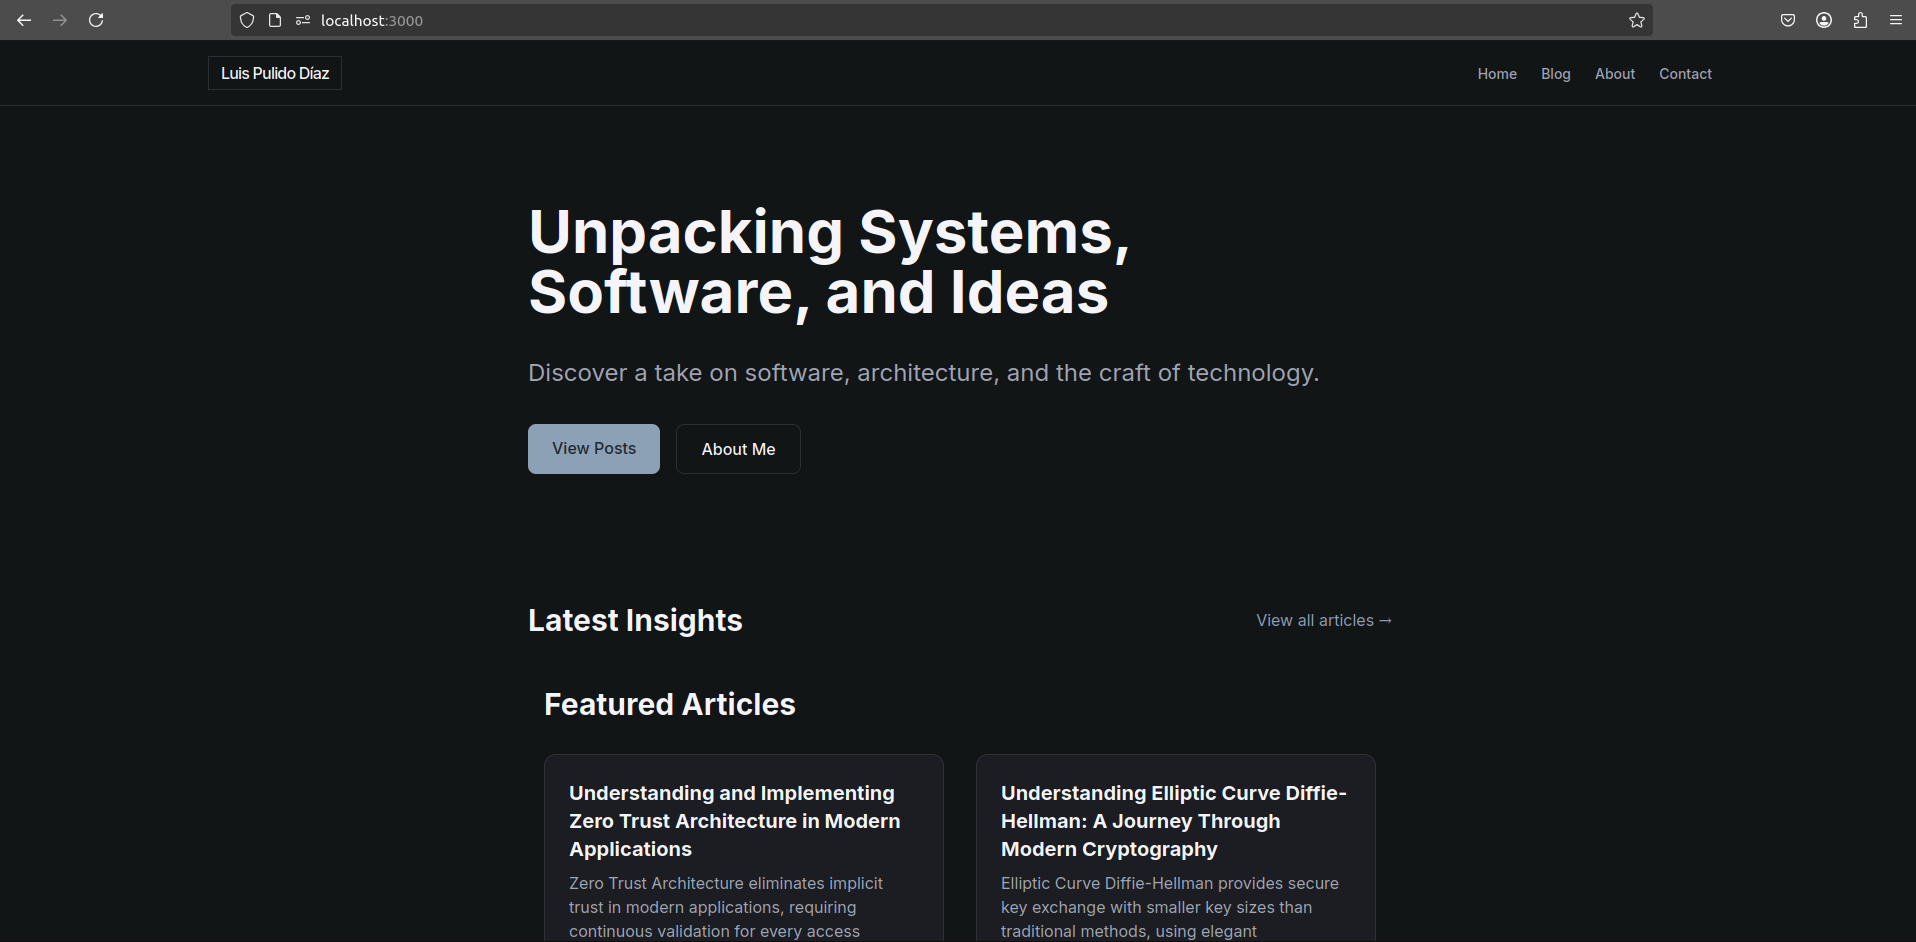 localhost:3000
Luis Pulido Díaz
Home Blog About Contact
Unpacking Systems,
Software, and Ideas
Discover a take on software, architecture, and the craft of technology.
View Posts
About Me
Latest Insights
View all articles →
Featured Articles
Understanding and Implementing
Zero Trust Architecture in Modern
Applications
Zero Trust Architecture eliminates implicit
trust in modern applications, requiring
continuous validation for every access
Understanding Elliptic Curve Diffie-
Hellman: A Journey Through
Modern Cryptography
Elliptic Curve Diffie-Hellman provides secure
key exchange with smaller key sizes than
traditional methods, using elegant